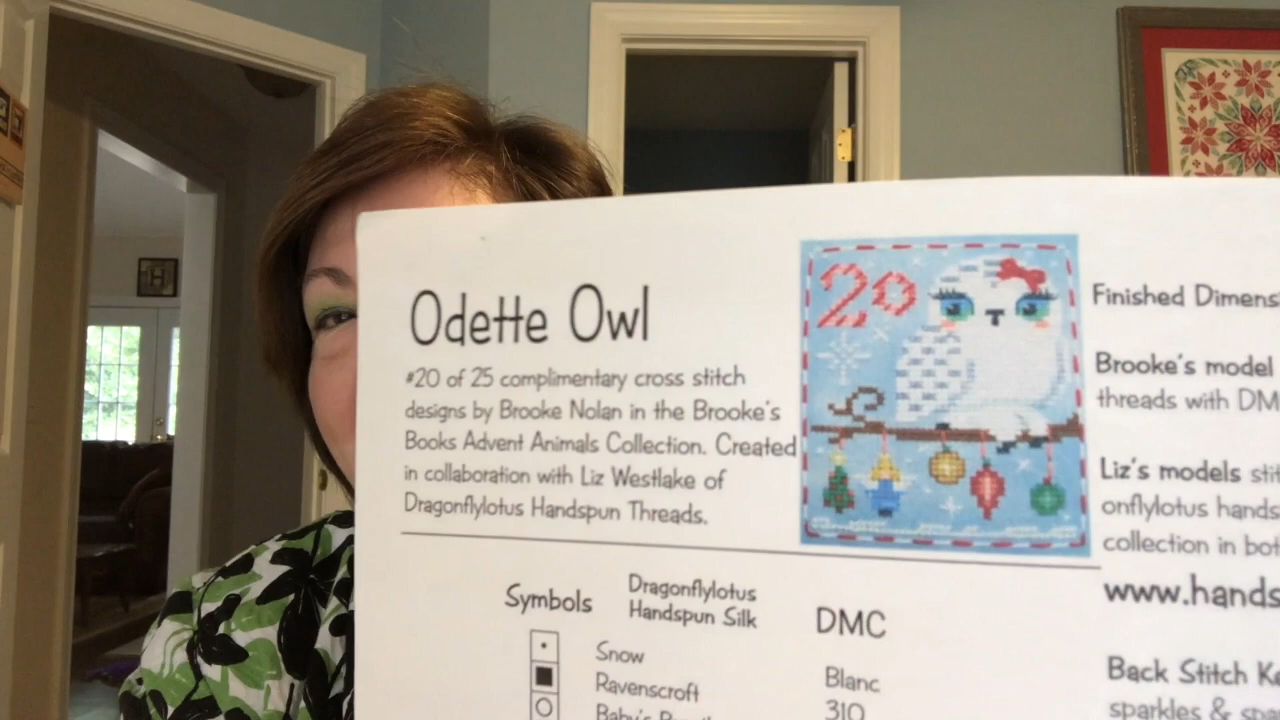 Odette Owl
#20 of 25 complimentary cross stitch
designs by Brooke Nolan in the Brooke's
Books Advent Animals Collection. Created
in collaboration with Liz Westlake of
Dragonflylotus Handspun Threads.
20
Finished Dimens
Brooke's model
threads with DM
Liz's models stit
onflylotus hands
collection in bot
www.hands
Symbols
Dragonflylotus
Handspun Silk
DMC
Snow
Blanc
Ravenscroft
310
Back Stitch Ke
sparkles & spa
H